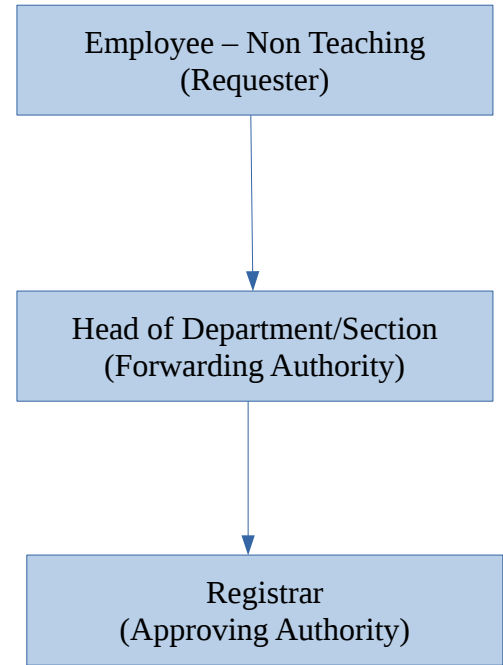 Employee – Non Teaching
(Requester)
Head of Department/Section
(Forwarding Authority)
Registrar
(Approving Authority)